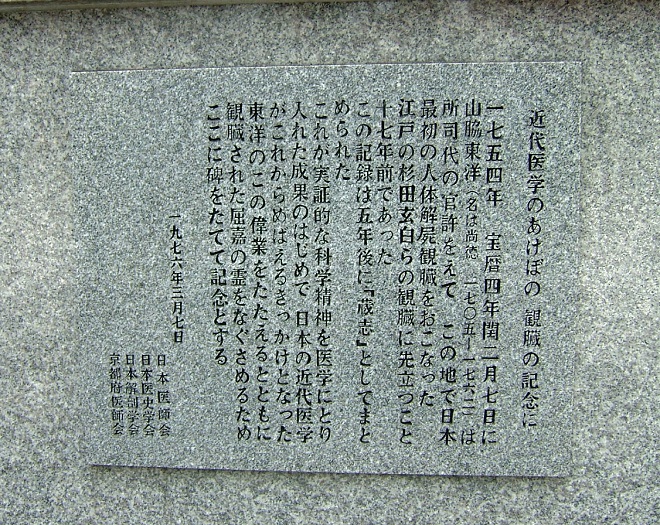 近代医学のあけぼの 観臓の記念に
一七五四年 宝暦四年閏二月七日に
山脇東洋（名は尚徳 一七〇五—一七六二）は
所司代の官許をえて この地で日本
最初の人体解屍観臓をおこなった
江戸の杉田玄白らの観臓に先立つこと
十七年前であった
この記録は五年後に『蔵志』としてまと
められた
これが実証的な科学精神を医学にとり
入れた成果のはじめで 日本の近代医学
がこれからめばえるきっかけとなった
東洋のこの偉業をたたえるとともに
観臓された屈嘉の霊をなぐさめるため
ここに碑をたてて記念とする
一九七六年三月七日
日本医師会
日本医史学会
日本解剖学会
京都府医師会